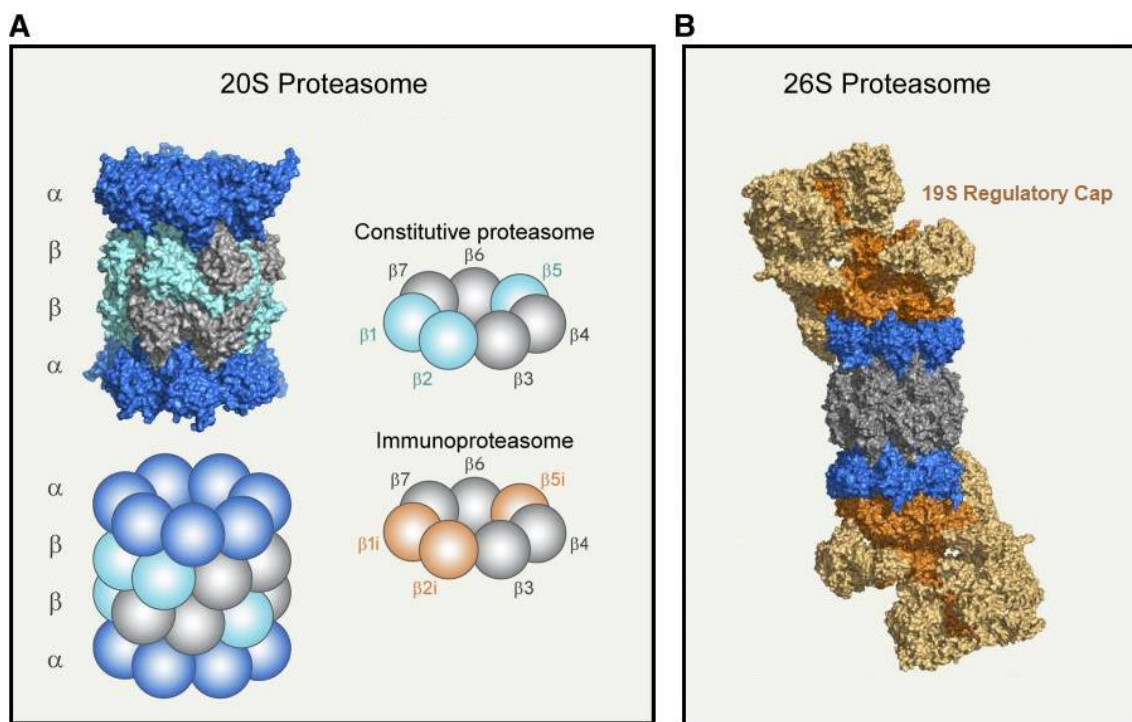 A
20S Proteasome
α
β
β
α
Constitutive proteasome
β6
β7
β5
β1
β4
β2
β3
Immunoproteasome
β6
β7
β5i
β1i
β4
β2i
β3
α
β
β
α
B
26S Proteasome
19S Regulatory Cap